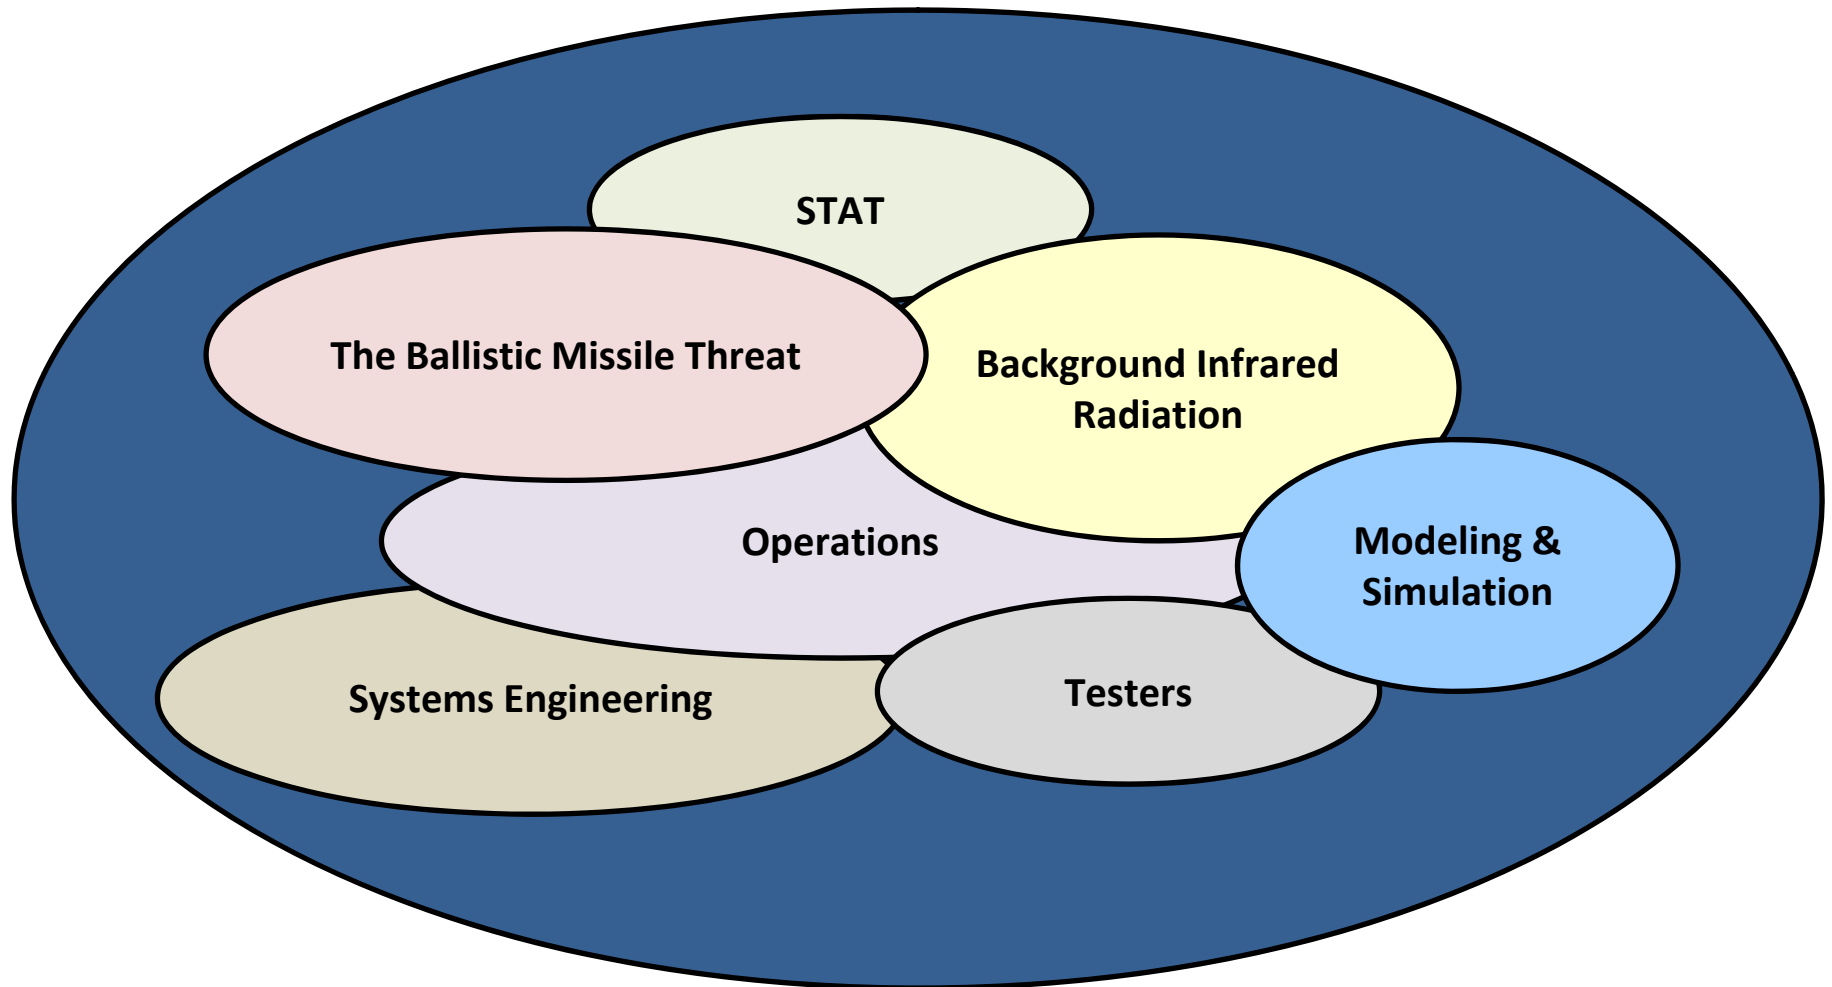 STAT
The Ballistic Missile Threat
Background Infrared
Radiation
Operations
Modeling &
Simulation
Systems Engineering
Testers